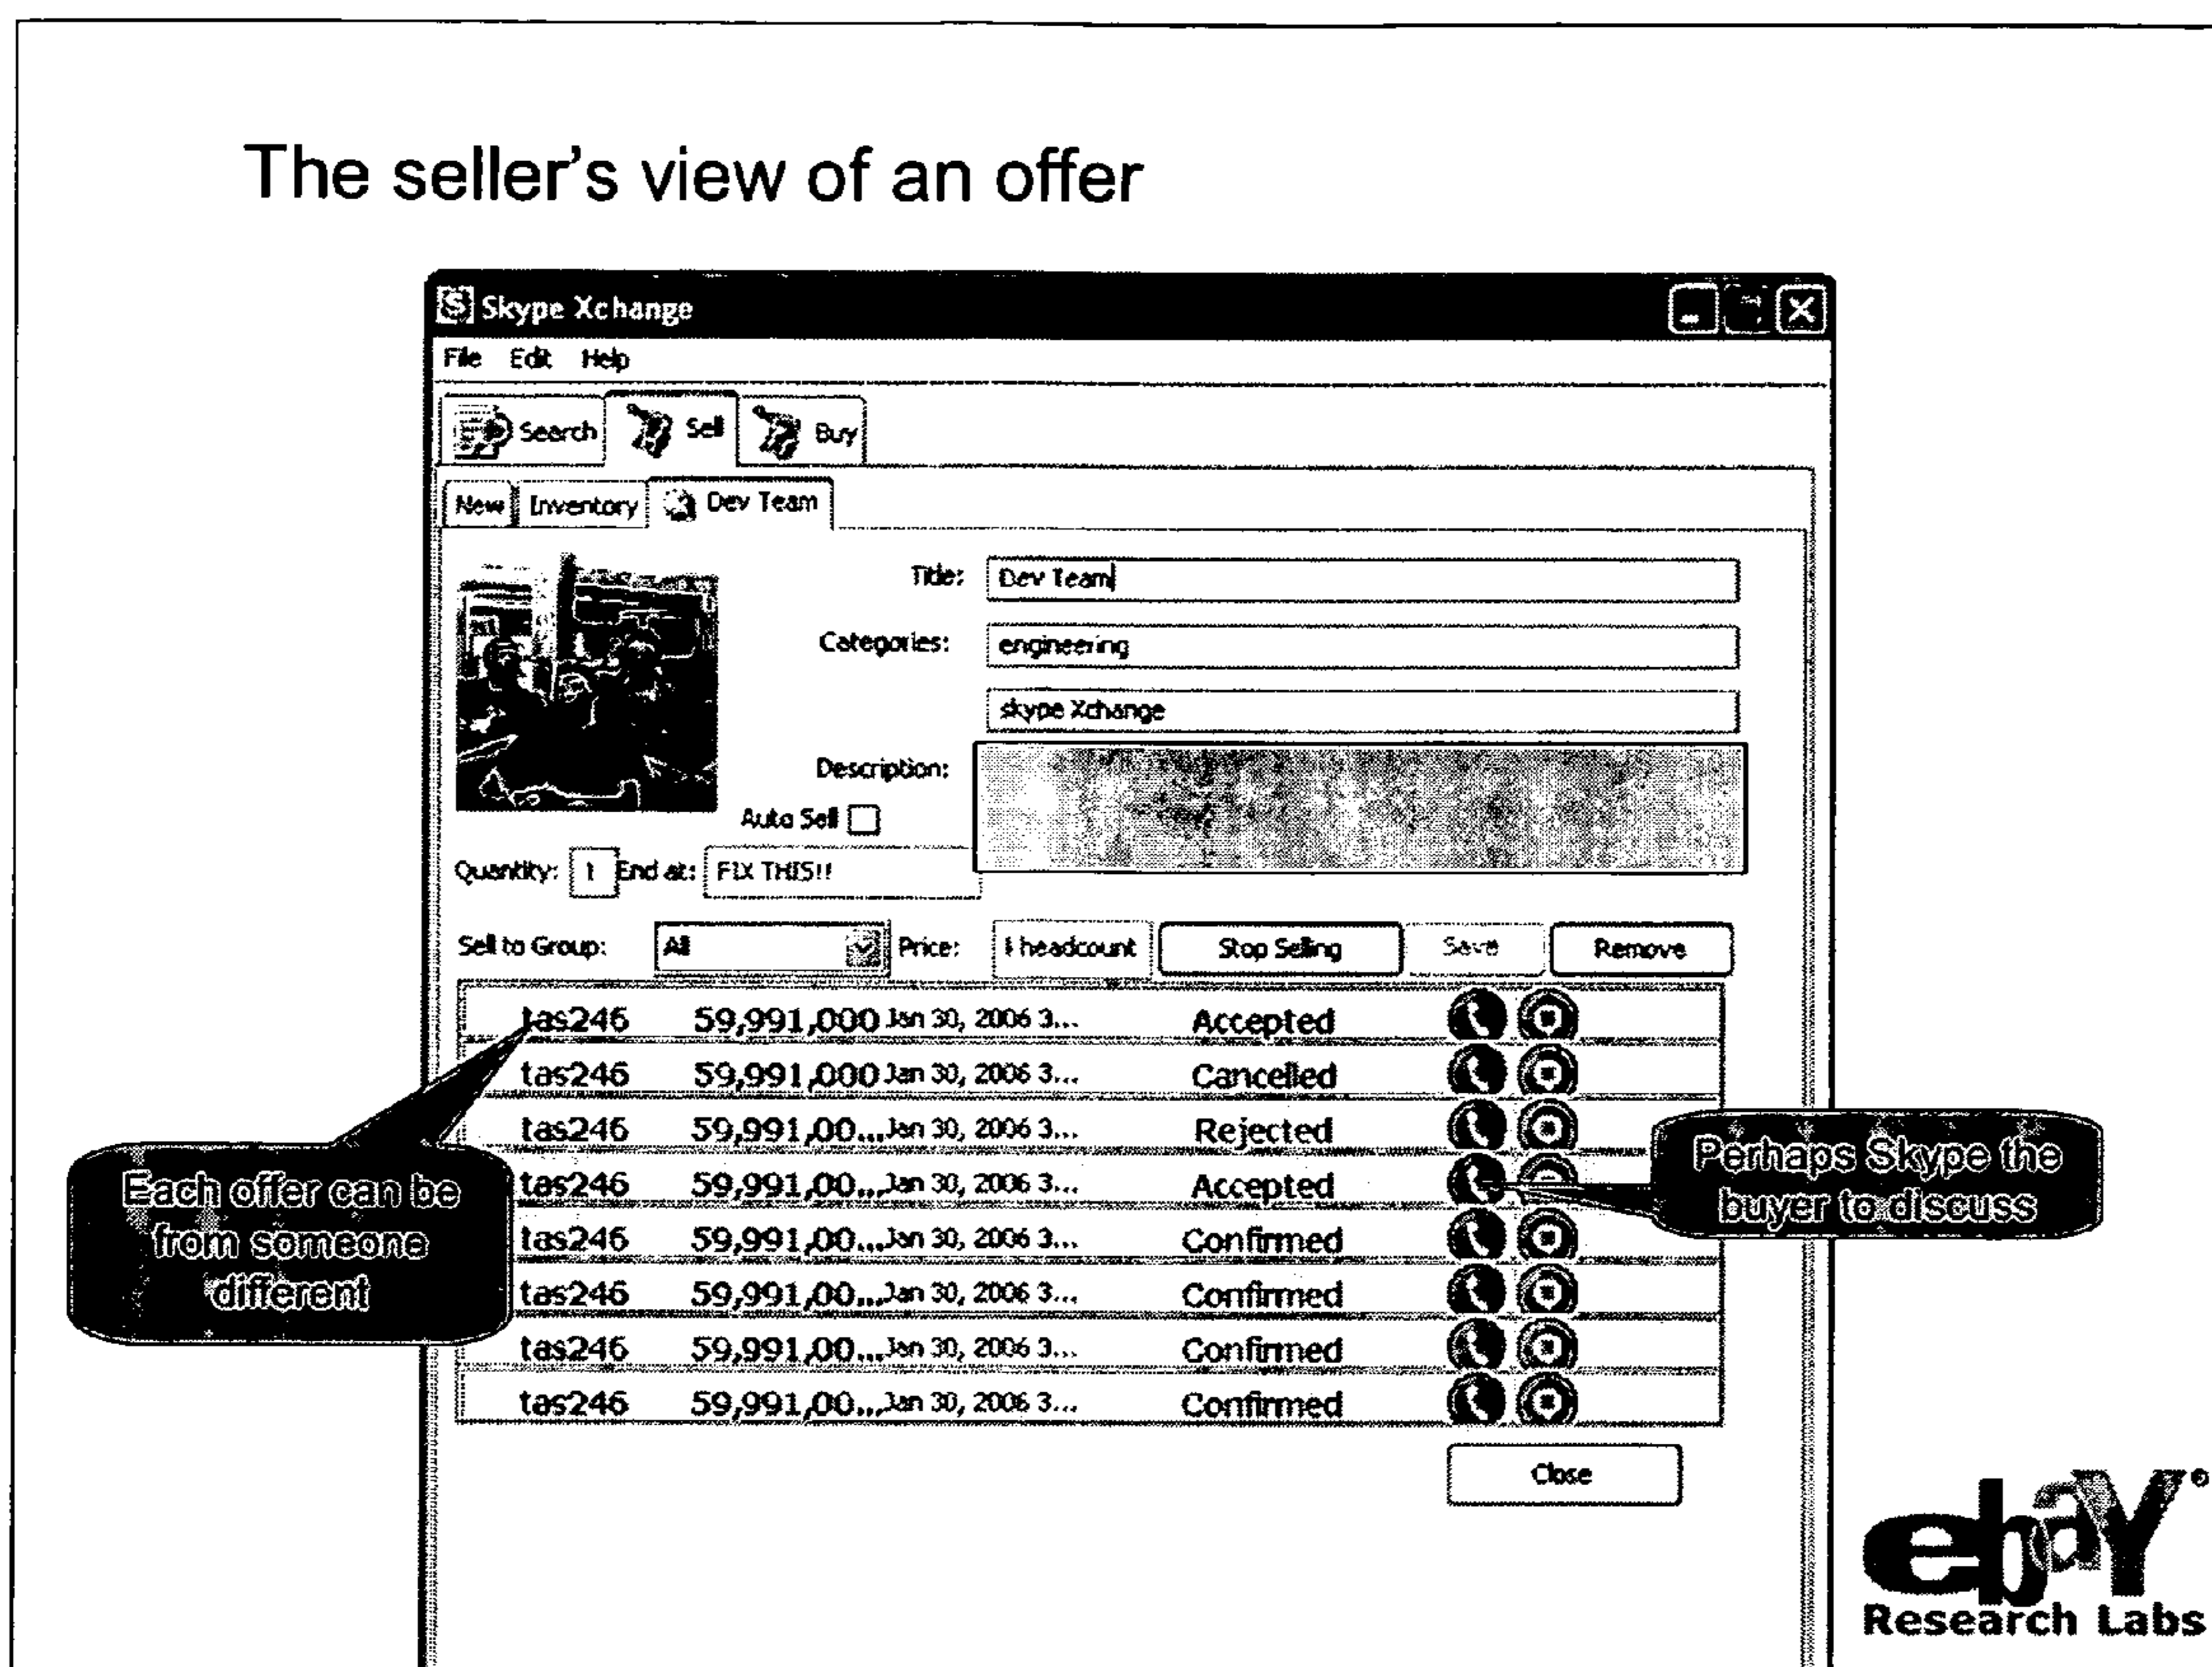 The seller's view of an offer
Skype Xchange
File Edit Help
Search Sell Buy
New Inventory Dev Team
Title: Dev Team
Categories: engineering
skype Xchange
Description:
Auto Sell
Quantity: 1 End at: FIX THIS!!
Sell to Group: All Price: 1 headcount Stop Selling Save Remove
tas246 59,991,000 Jan 30, 2006 3... Accepted
tas246 59,991,000 Jan 30, 2006 3... Cancelled
tas246 59,991,00... Jan 30, 2006 3... Rejected
tas246 59,991,00... Jan 30, 2006 3... Accepted
tas246 59,991,00... Jan 30, 2006 3... Confirmed
tas246 59,991,00... Jan 30, 2006 3... Confirmed
tas246 59,991,00... Jan 30, 2006 3... Confirmed
tas246 59,991,00... Jan 30, 2006 3... Confirmed
Each offer can be
from someone
different
Perhaps Skype the
buyer to discuss
Close
ebaY®
Research Labs